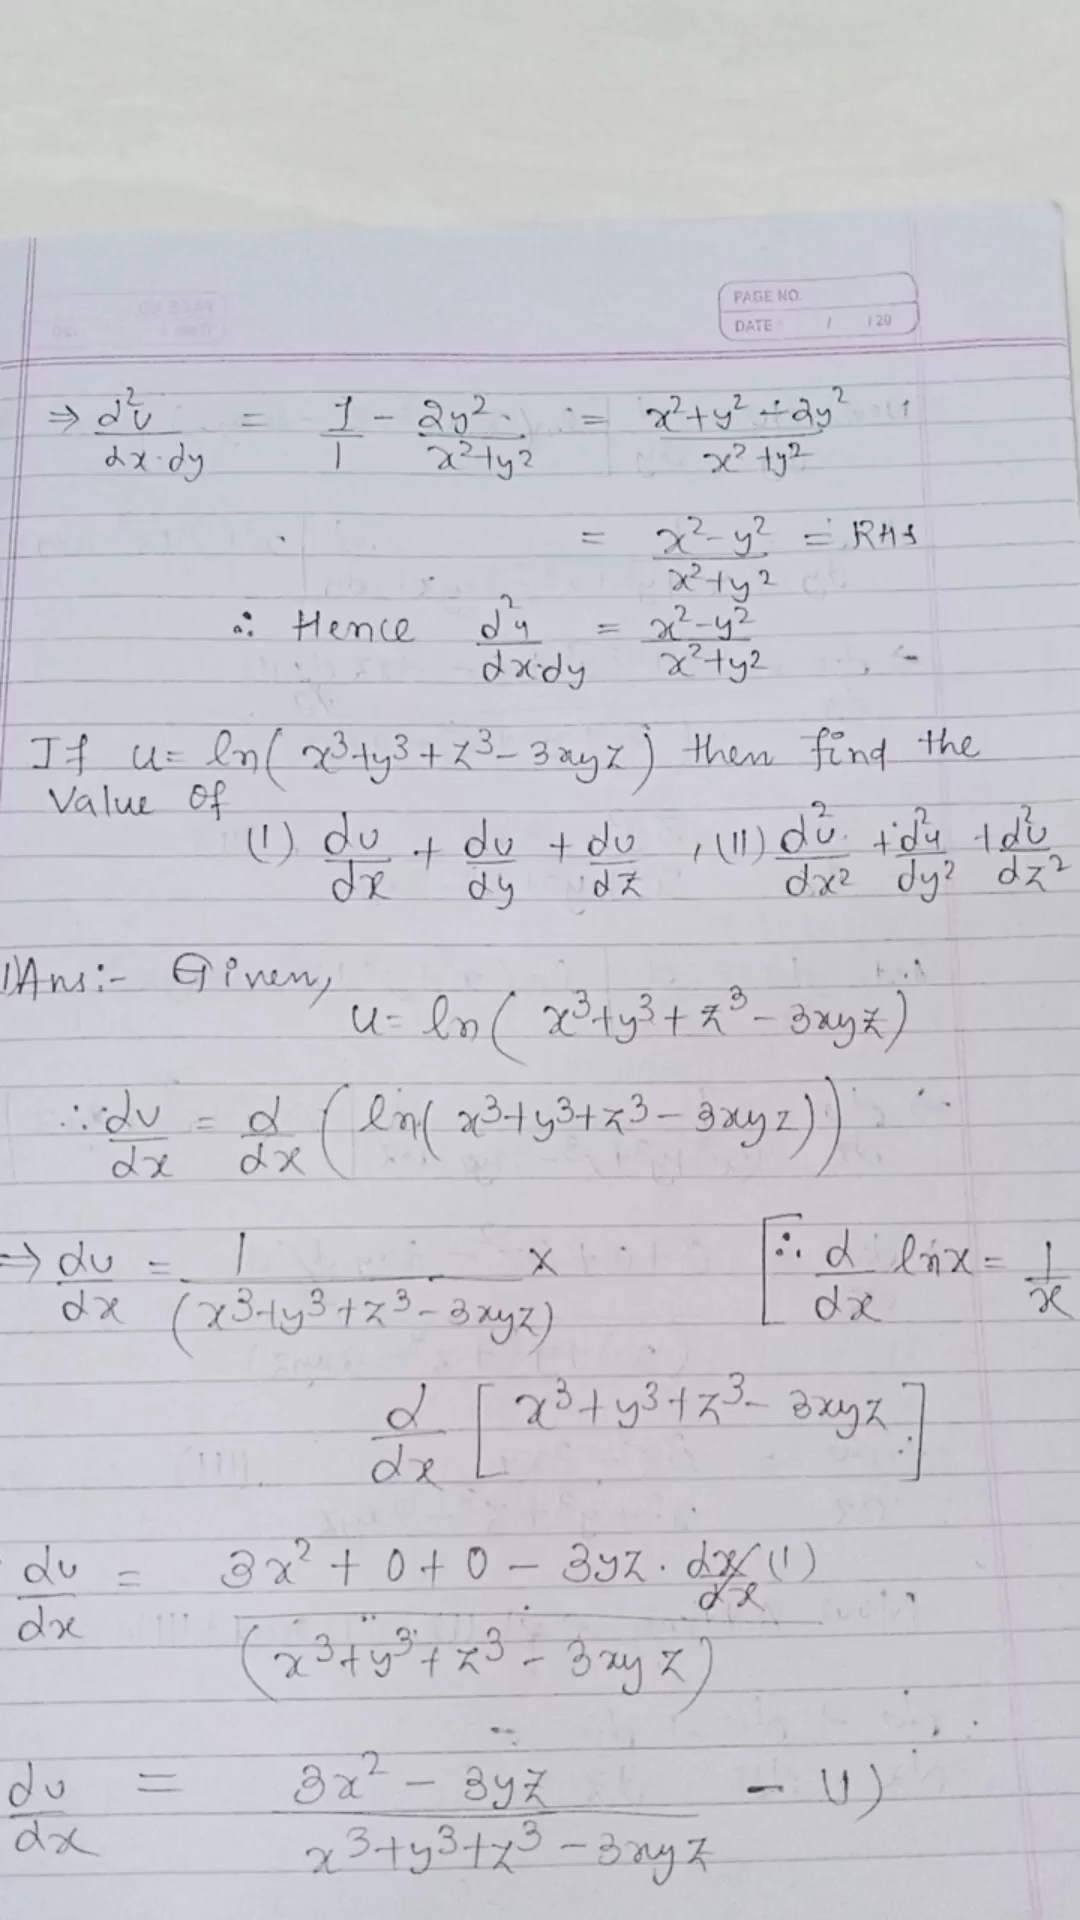 PAGE NO.
DATE / /20
⇒ d²u/dx·dy = 1/1 - 2y²/x²+y² = x²+y²-2y²/x²+y²
= x²-y²/x²+y² = RHS
∴ Hence d²u/dx·dy = x²-y²/x²+y²
If u= ln(x³+y³+z³-3xyz) then find the
value of
(I) du/dx + du/dy + du/dz , (II) d²u/dx² + d²u/dy² + d²u/dz²
1) Ans:- Given,
u= ln(x³+y³+z³-3xyz)
∴ du/dx = d/dx (ln(x³+y³+z³-3xyz))
⇒ du/dx = 1/(x³+y³+z³-3xyz) × [∴ d/dx lnx = 1/x
d/dx [x³+y³+z³-3xyz]
du/dx = 3x²+0+0-3yz·dx/dx(1)/(x³+y³+z³-3xyz)
du/dx = 3x²-3yz/x³+y³+z³-3xyz - 1)